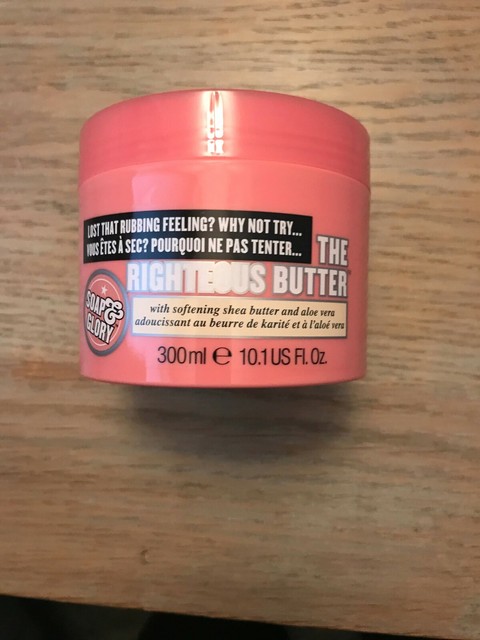 LOST THAT RUBBING FEELING? WHY NOT TRY...
VOUS ÊTES À SEC? POURQUOI NE PAS TENTER...
THE
RIGHTEOUS BUTTER
SOAP&
GLORY
with softening shea butter and aloe vera
adoucissant au beurre de karité et à l'aloé vera
300ml ℮ 10.1 US Fl. Oz.